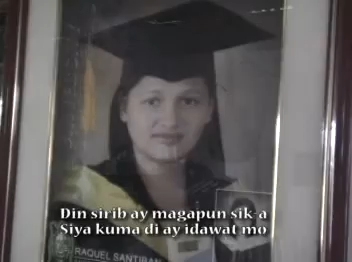 Din sirib ay magapun sik-a
Siya kuma di ay idawat mo
RAQUEL SANTIBAN